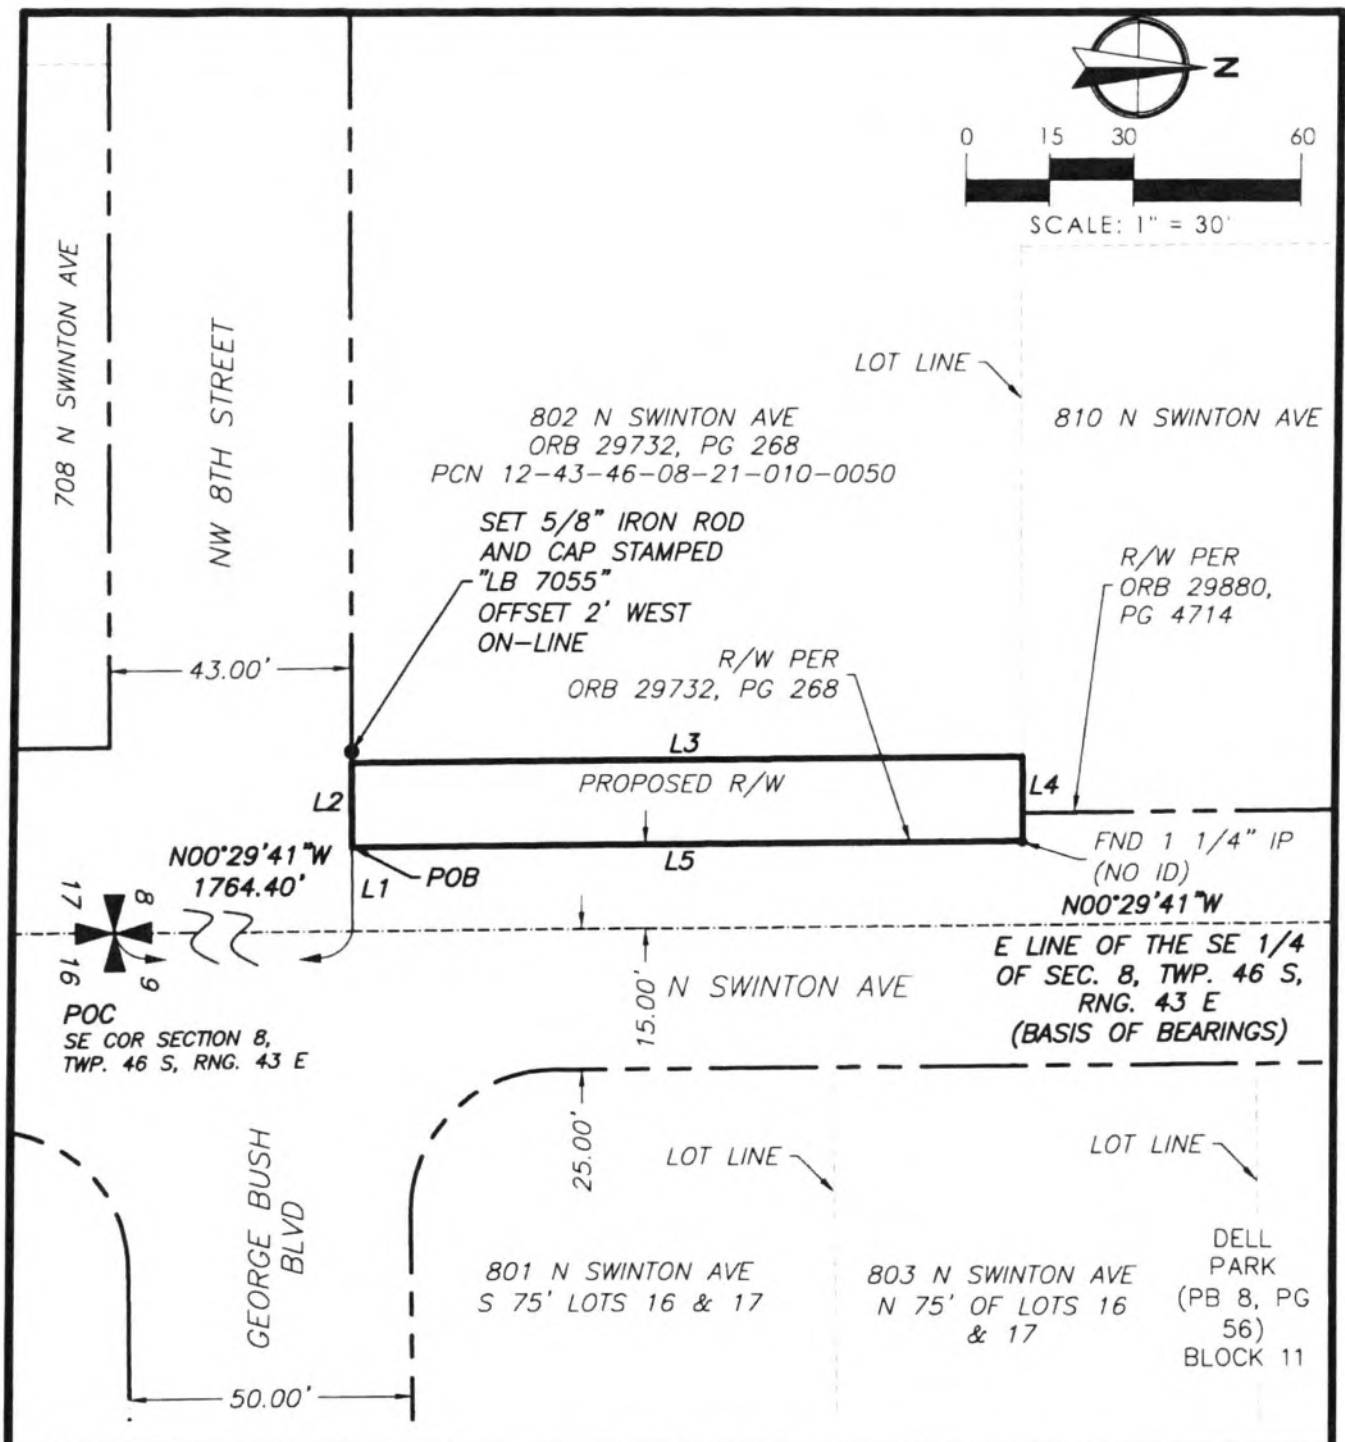 N
0 15 30 60
SCALE: 1" = 30'
708 N SWINTON AVE
NW 8TH STREET
LOT LINE
802 N SWINTON AVE
ORB 29732, PG 268
PCN 12-43-46-08-21-010-0050
810 N SWINTON AVE
SET 5/8" IRON ROD
AND CAP STAMPED
"LB 7055"
OFFSET 2' WEST
ON-LINE
R/W PER
ORB 29880,
PG 4714
43.00'
R/W PER
ORB 29732, PG 268
L3
L2
PROPOSED R/W
L4
N00°29'41"W
1764.40'
L1
POB
L5
FND 1 1/4" IP
(NO ID)
N00°29'41"W
17 8
16 9
POC
SE COR SECTION 8,
TWP. 46 S, RNG. 43 E
15.00'
N SWINTON AVE
E LINE OF THE SE 1/4
OF SEC. 8, TWP. 46 S,
RNG. 43 E
(BASIS OF BEARINGS)
25.00'
GEORGE BUSH
BLVD
LOT LINE
LOT LINE
801 N SWINTON AVE
S 75' LOTS 16 & 17
803 N SWINTON AVE
N 75' OF LOTS 16
& 17
DELL
PARK
(PB 8, PG
56)
BLOCK 11
50.00'